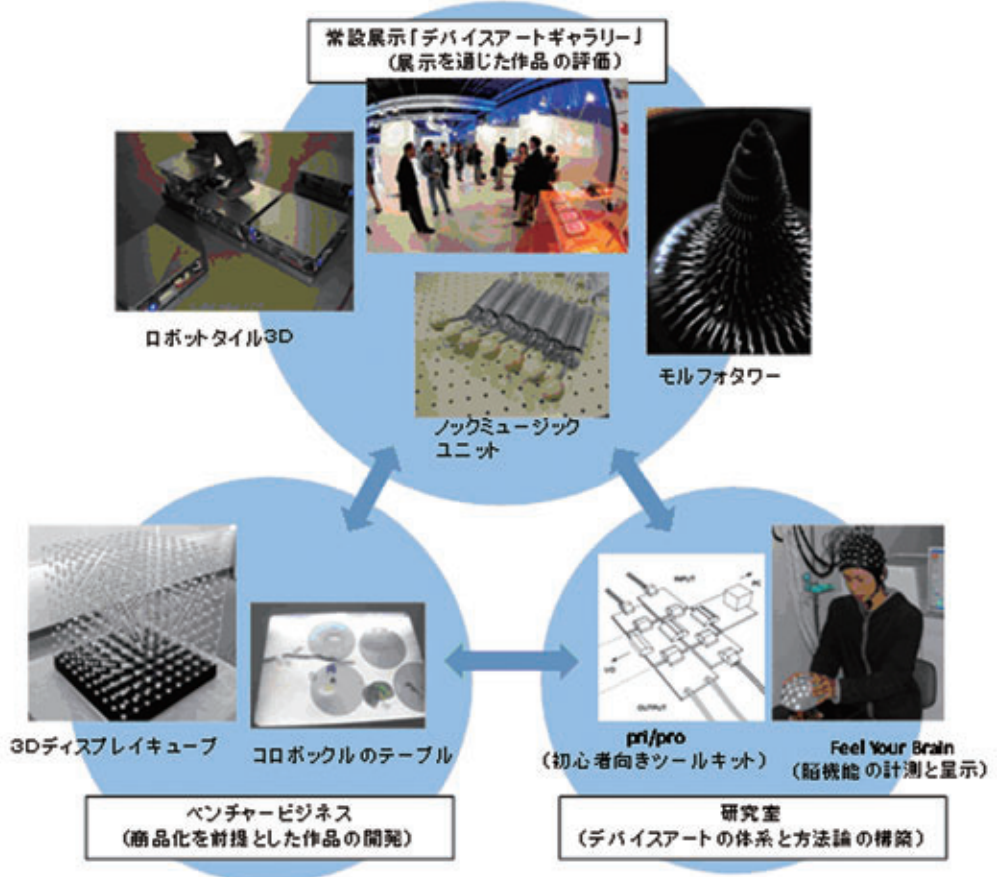 常設展示「デバイスアートギャラリー」
(展示を通じた作品の評価)
ロボットタイル3D
モルフォタワー
ノックミュージック
ユニット
3Dディスプレイキューブ
コロボックルのテーブル
INPUT
PC
I/O
OUTPUT
pri/pro
(初心者向きツールキット)
Feel Your Brain
(脳機能の計測と呈示)
ベンチャービジネス
(商品化を前提とした作品の開発)
研究室
(デバイスアートの体系と方法論の構築)